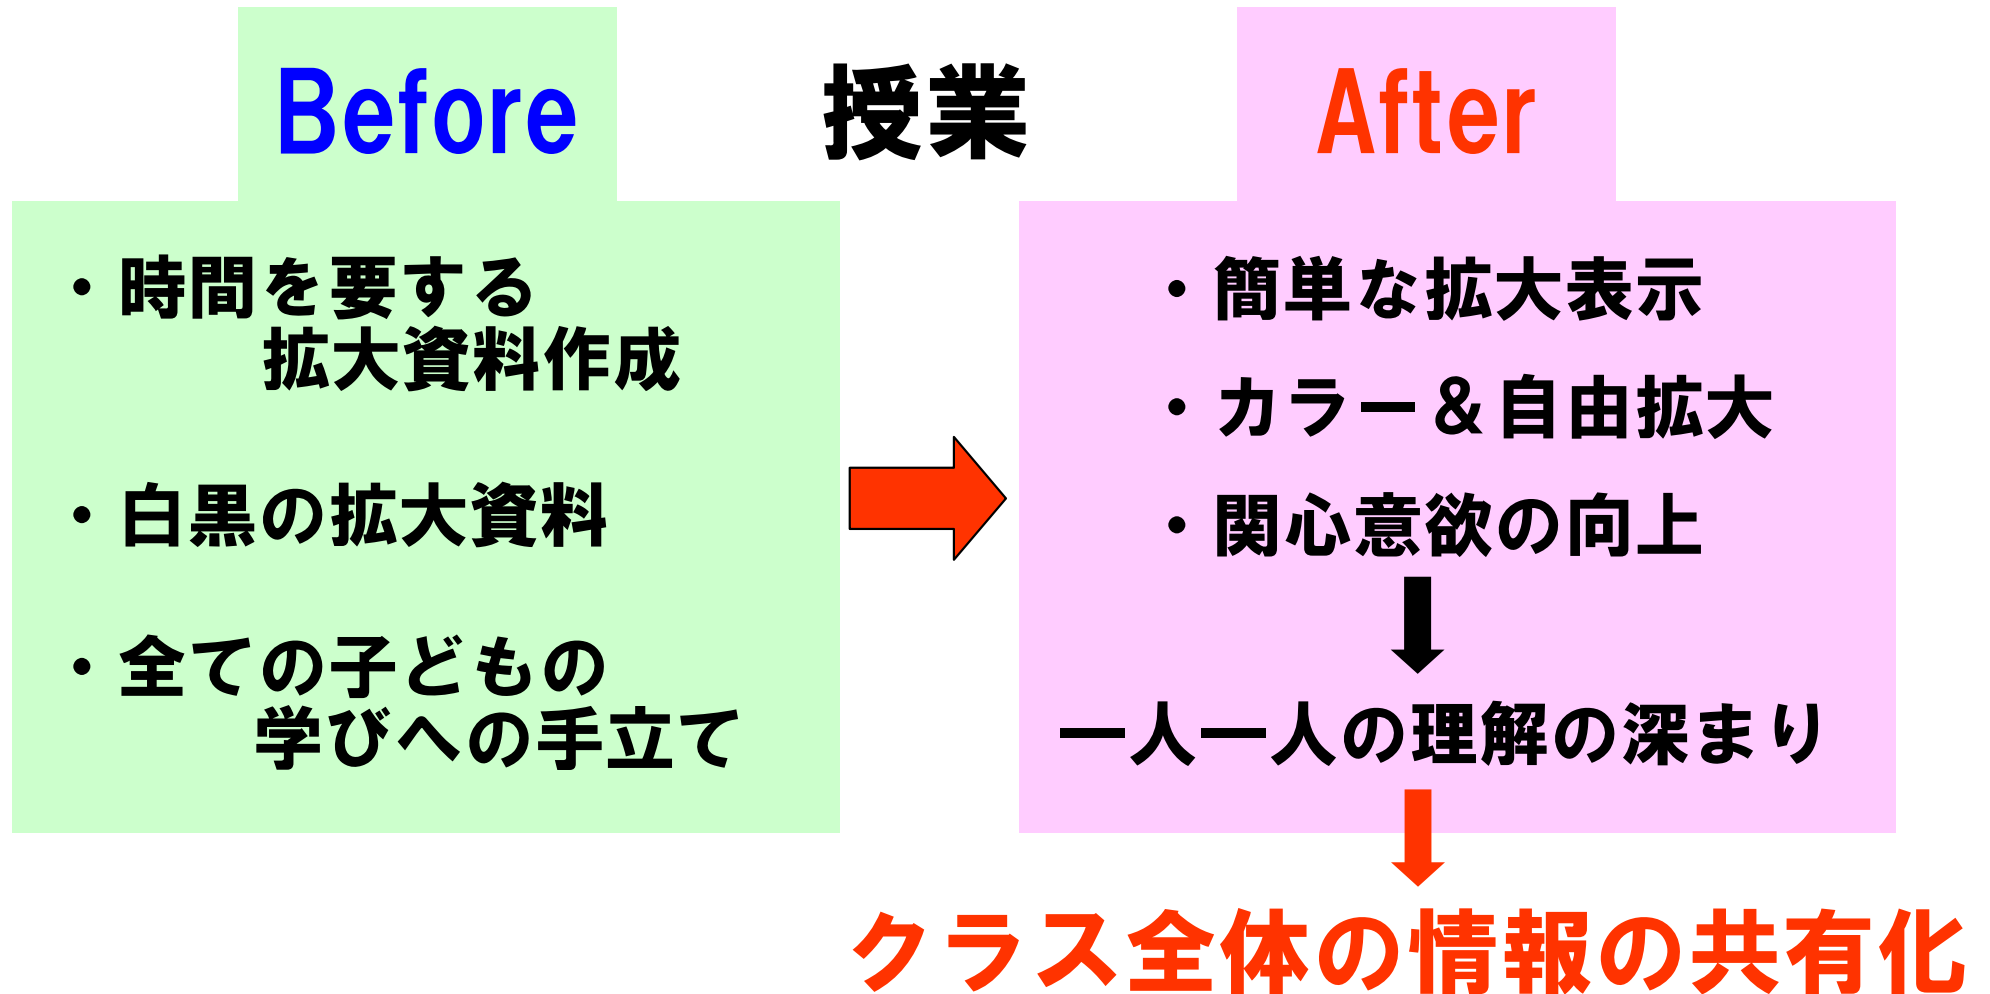 授業
Before
・時間を要する
拡大資料作成
・白黒の拡大資料
・全ての子どもの
学びへの手立て
After
・簡単な拡大表示
・カラー＆自由拡大
・関心意欲の向上
一人一人の理解の深まり
クラス全体の情報の共有化